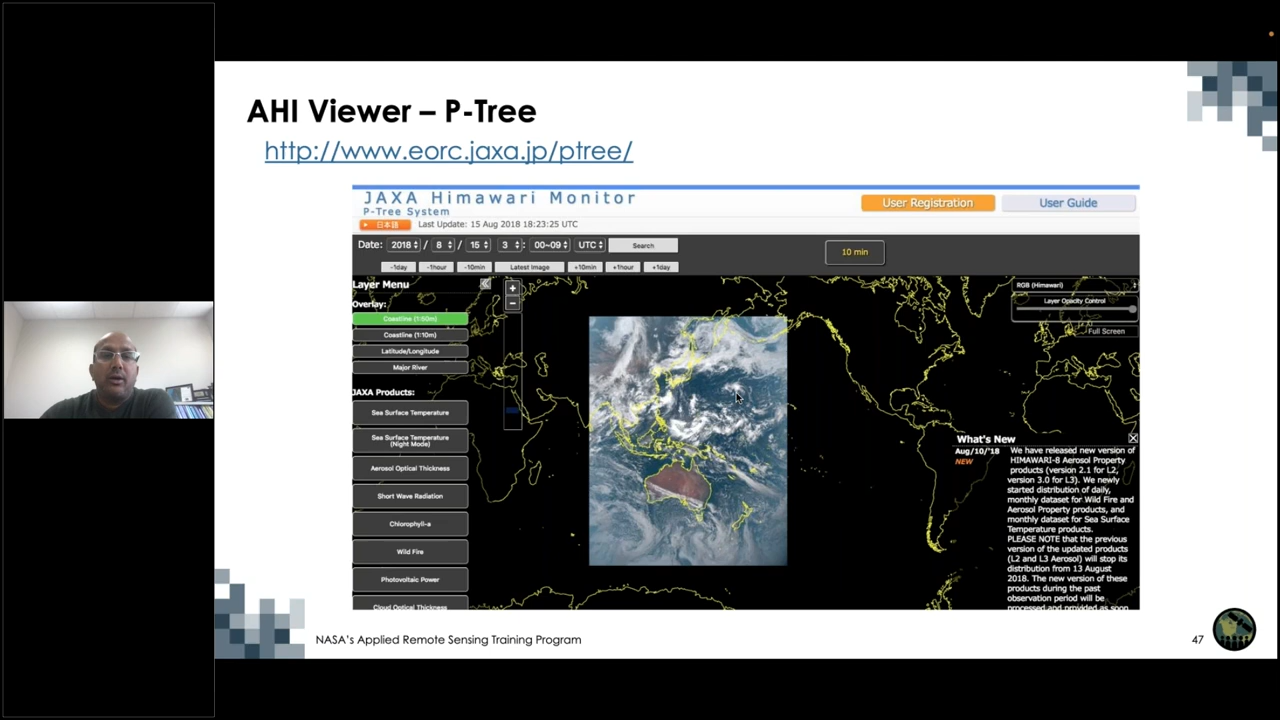 AHI Viewer – P-Tree
http://www.eorc.jaxa.jp/ptree/
JAXA Himawari Monitor
P-Tree System
User Registration
User Guide
日本語
Last Update: 15 Aug 2018 18:23:25 UTC
Date: 2018 / 8 / 15 3 : 00~09 UTC Search
10 min
-1day -1hour -10min Latest Image +10min +1hour +1day
Layer Menu
Overlay:
Coastline (1:50m)
Coastline (1:10m)
Latitude/Longitude
Major River
JAXA Products:
Sea Surface Temperature
Sea Surface Temperature
(Night Mode)
Aerosol Optical Thickness
Short Wave Radiation
Chlorophyll-a
Wild Fire
Photovoltaic Power
Cloud Optical Thickness
+
−
RGB (Himawari)
Layer Opacity Control
Full Screen
What's New
Aug/10/'18
NEW
We have released new version of
HIMAWARI-8 Aerosol Property
products (version 2.1 for L2,
version 3.0 for L3). We newly
started distribution of daily,
monthly dataset for Wild Fire and
Aerosol Property products, and
monthly dataset for Sea Surface
Temperature products.
PLEASE NOTE that the previous
version of the updated products
(L2 and L3 Aerosol) will stop its
distribution from 13 August
2018. The new version of these
products during the past
observation period will be
processed and provided as soon
NASA's Applied Remote Sensing Training Program
47